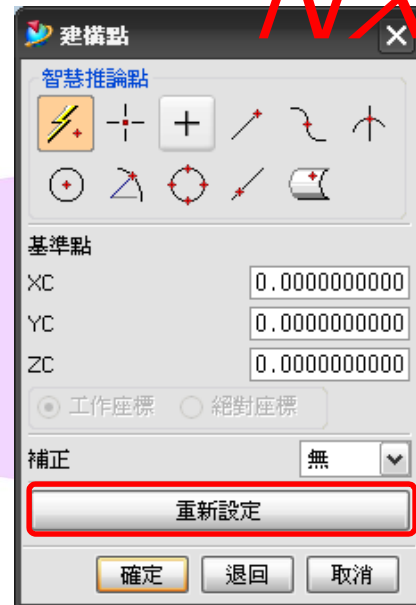 NX
建構點
智慧推論點
基準點
XC 0.0000000000
YC 0.0000000000
ZC 0.0000000000
工作座標 絕對座標
補正 無
重新設定
確定 退回 取消